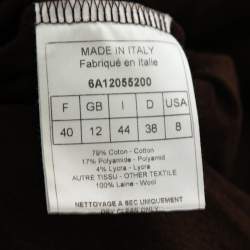 MADE IN ITALY
Fabriqué en Italie
6A12055200
F GB I D USA
40 12 44 38 8
79% Coton - Cotton
17% Polyamide - Polyamid
4% Lycra - Lycra
AUTRE TISSU - OTHER TEXTILE
100% Laine - Wool
NETTOYAGE A SEC UNIQUEMENT
DRY CLEAN ONLY